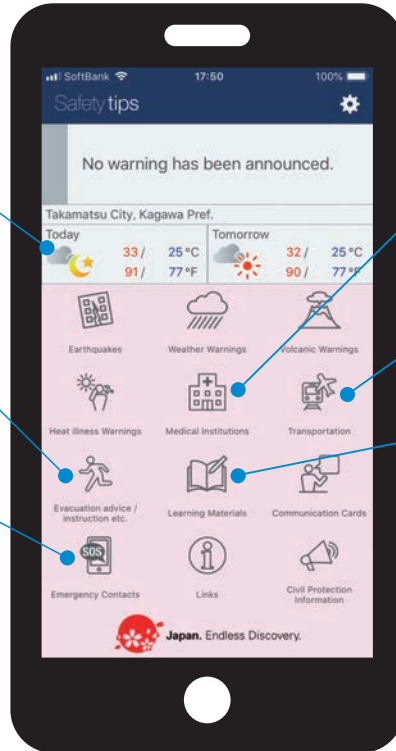 SoftBank 17:50 100%
Safety tips
No warning has been announced.
Takamatsu City, Kagawa Pref.
Today Tomorrow
33 / 25 °C 32 / 25 °C
91 / 77 °F 90 / 77 °F
Earthquakes Weather Warnings Volcanic Warnings
Heat illness Warnings Medical Institutions Transportation
Evacuation advice / instruction etc. Learning Materials Communication Cards
SOS
Emergency Contacts Links Civil Protection Information
Japan. Endless Discovery.